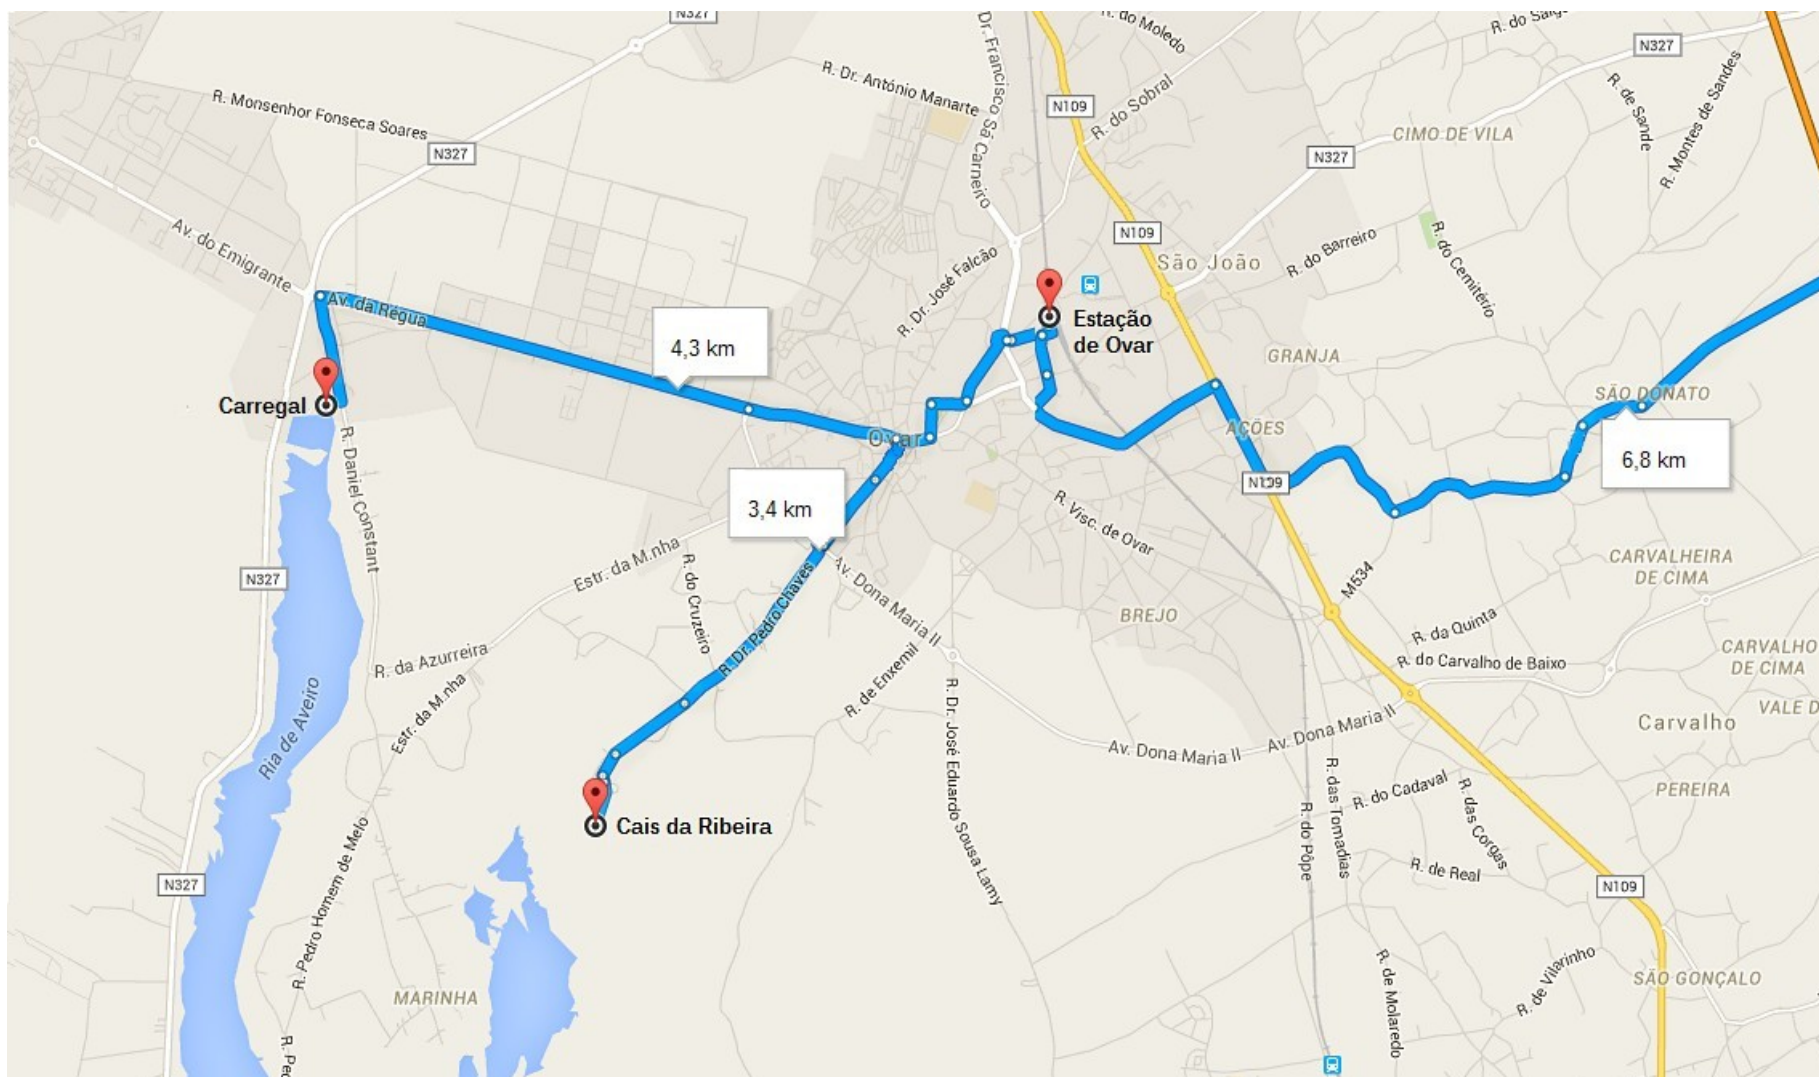 N327
Dr. Francisco Sá Carneiro
R. do Moledo
N327
R. Dr. António Manarte
R. Monsenhor Fonseca Soares
N109
R. do Sobral
R. de Sande
R. Montes de Sandes
CIMO DE VILA
N327
N327
Av. do Emigrante
N109
R. do Barreiro
R. do Cemitério
São João
R. Dr. José Falcão
Av. da Régua
Estação
de Ovar
4,3 km
GRANJA
SÃO DONATO
Carregal
Ovar
AÇÕES
6,8 km
N109
R. Daniel Constant
3,4 km
R. Visc. de Ovar
Estr. da M.nha
R. do Cruzeiro
Av. Dona Maria II
CARVALHEIRA
DE CIMA
N327
M534
BREJO
R. da Quinta
R. Dr. Pedro Chaves
R. da Azurreira
R. de Enxemil
R. do Carvalho de Baixo
CARVALHO
DE CIMA
Estr. da M.nha
Ria de Aveiro
R. Dr. José Eduardo Sousa Lamy
Av. Dona Maria II
Av. Dona Maria II
Carvalho
VALE D
R. das Tomadias
R. do Cadaval
R. das Corgas
PEREIRA
Cais da Ribeira
R. do Pôpe
R. de Real
N327
N109
R. Pedro Homem de Melo
MARINHA
R. de Molaredo
R. de Vilarinho
SÃO GONÇALO